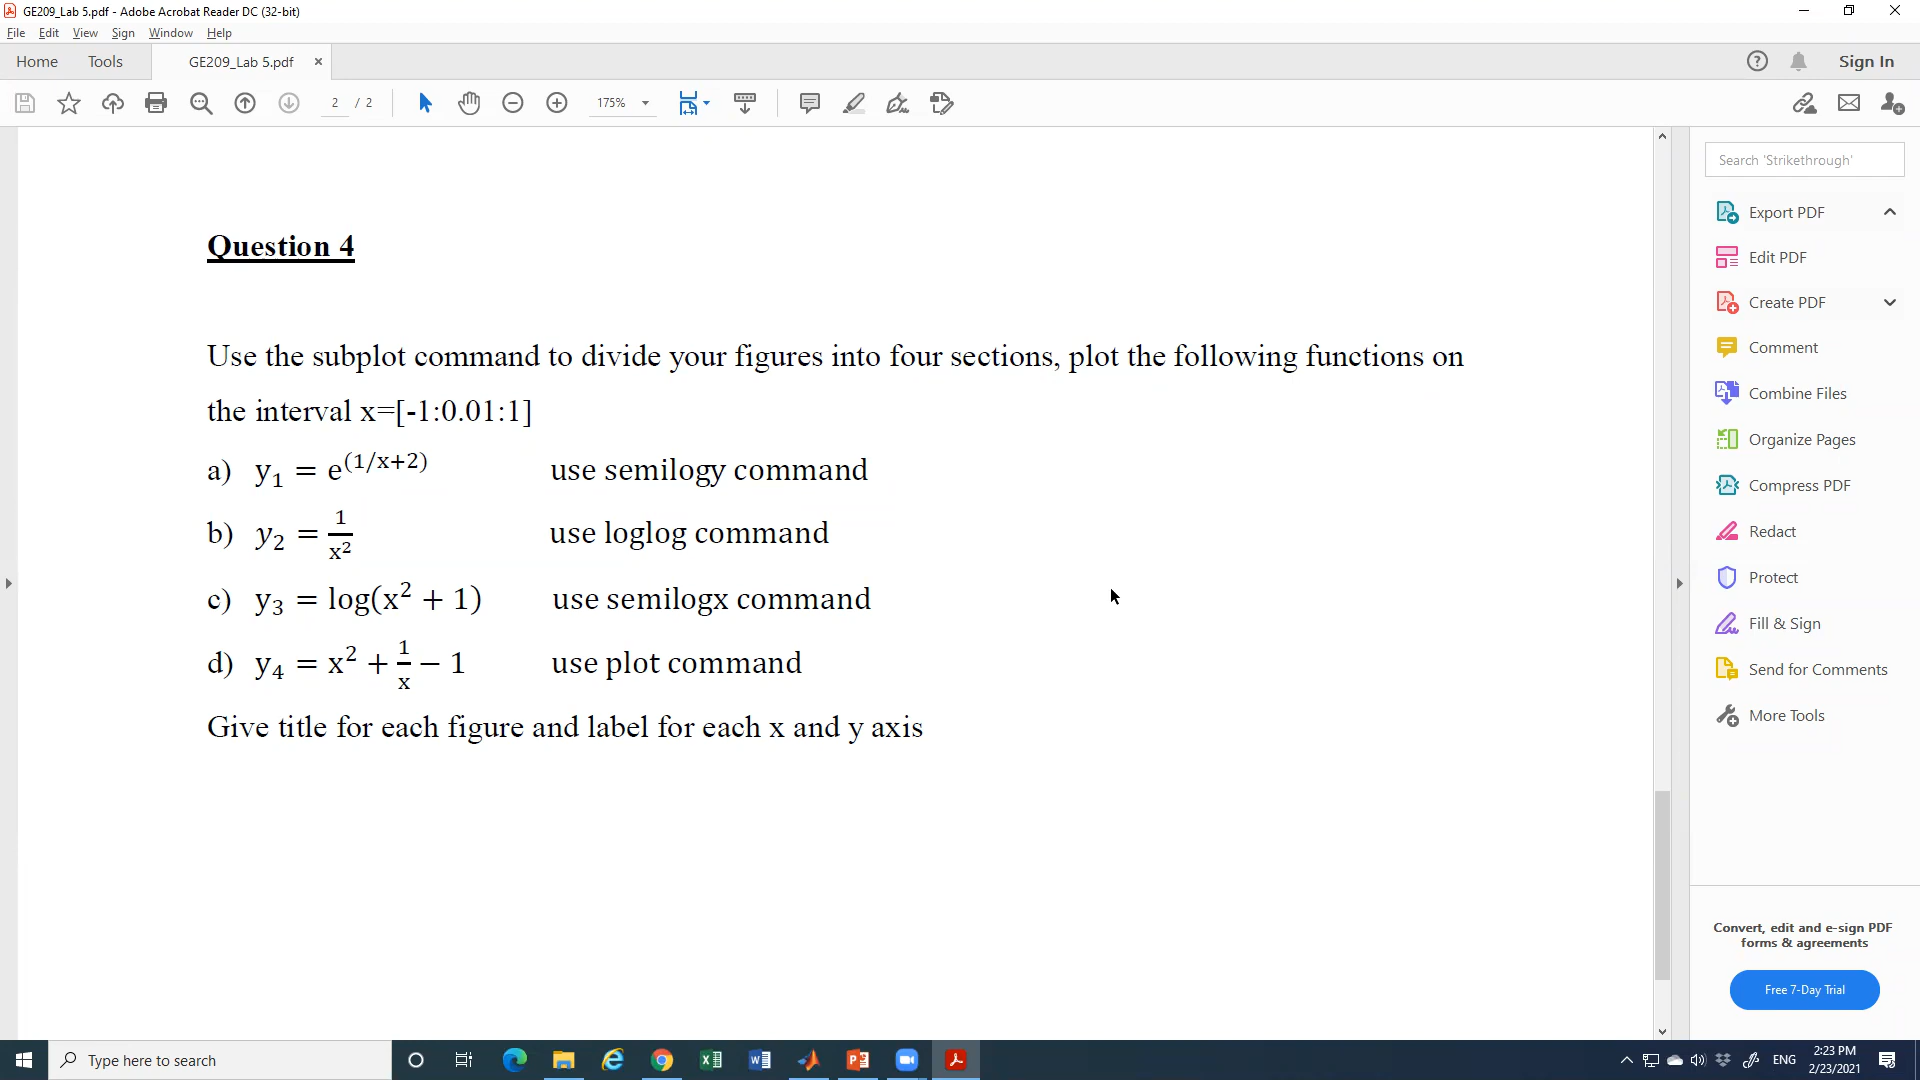 GE209_Lab 5.pdf - Adobe Acrobat Reader DC (32-bit)
File Edit View Sign Window Help
Home Tools GE209_Lab 5.pdf × Sign In
2 / 2 175%
Search 'Strikethrough'
Export PDF
Edit PDF
Create PDF
Comment
Combine Files
Organize Pages
Compress PDF
Redact
Protect
Fill & Sign
Send for Comments
More Tools
Convert, edit and e-sign PDF
forms & agreements
Free 7-Day Trial
Question 4
Use the subplot command to divide your figures into four sections, plot the following functions on
the interval x=[-1:0.01:1]
a) y₁ = e^(1/x+2) use semilogy command
b) y₂ = 1/x² use loglog command
c) y₃ = log(x² + 1) use semilogx command
d) y₄ = x² + 1/x − 1 use plot command
Give title for each figure and label for each x and y axis
Type here to search
ENG
2:23 PM
2/23/2021